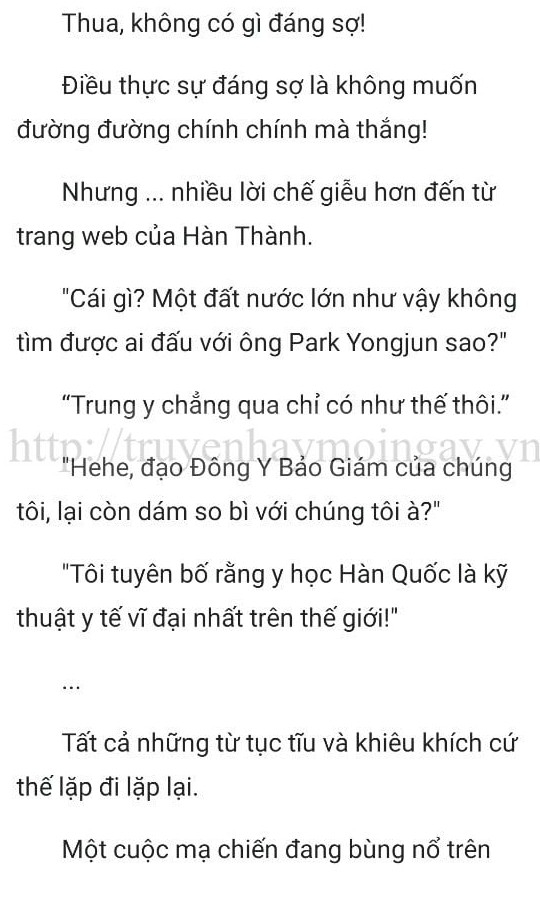 Thua, không có gì đáng sợ!
Điều thực sự đáng sợ là không muốn
đường đường chính chính mà thắng!
Nhưng ... nhiều lời chế giễu hơn đến từ
trang web của Hàn Thành.
"Cái gì? Một đất nước lớn như vậy không
tìm được ai đấu với ông Park Yongjun sao?"
“Trung y chẳng qua chỉ có như thế thôi.”
http://truyenhaymoingay.vn
"Hehe, đạo Đông Y Bảo Giám của chúng
tôi, lại còn dám so bì với chúng tôi à?"
"Tôi tuyên bố rằng y học Hàn Quốc là kỹ
thuật y tế vĩ đại nhất trên thế giới!"
...
Tất cả những từ tục tĩu và khiêu khích cứ
thế lặp đi lặp lại.
Một cuộc mạ chiến đang bùng nổ trên